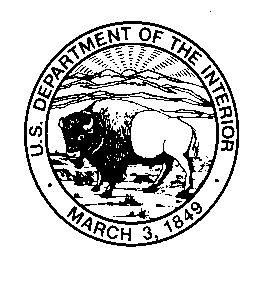 U.S. DEPARTMENT OF THE INTERIOR
MARCH 3, 1849